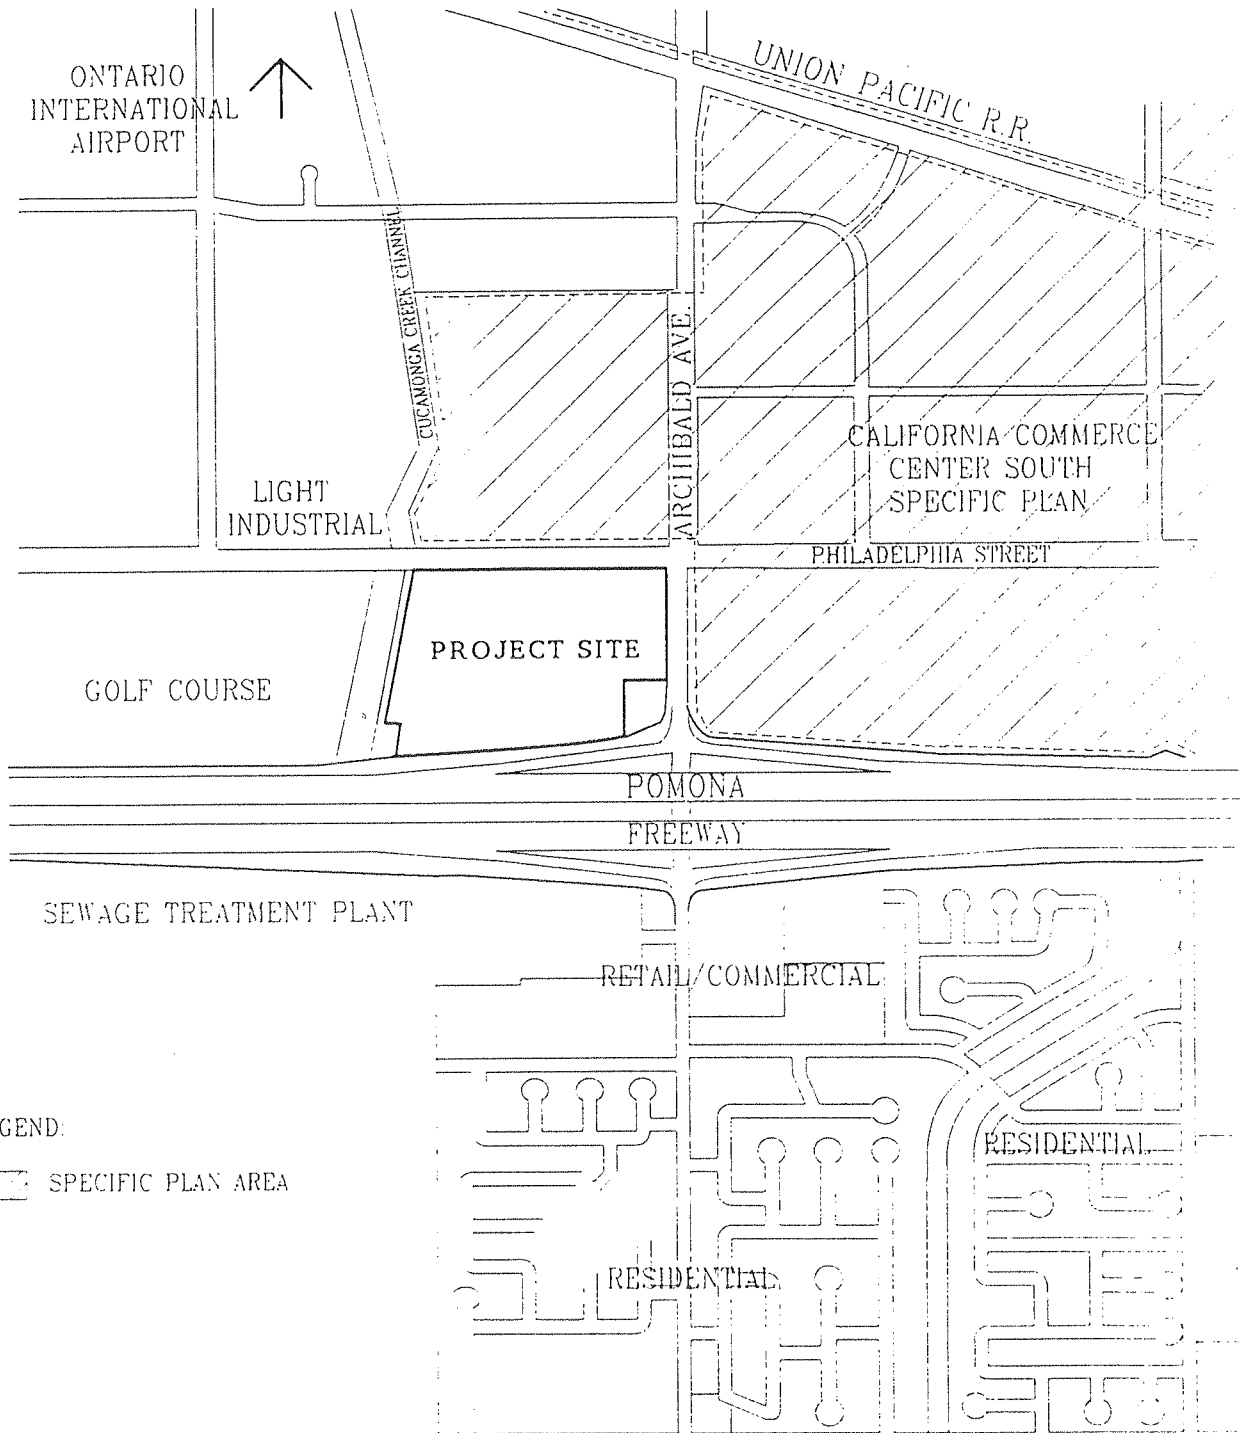 ONTARIO
INTERNATIONAL
AIRPORT
UNION PACIFIC R.R.
CUCAMONGA CREEK CHANNEL
ARCHIBALD AVE.
CALIFORNIA COMMERCE
CENTER SOUTH
SPECIFIC PLAN
LIGHT
INDUSTRIAL
PHILADELPHIA STREET
PROJECT SITE
GOLF COURSE
POMONA
FREEWAY
SEWAGE TREATMENT PLANT
RETAIL/COMMERCIAL
GEND:
RESIDENTIAL
SPECIFIC PLAN AREA
RESIDENTIAL